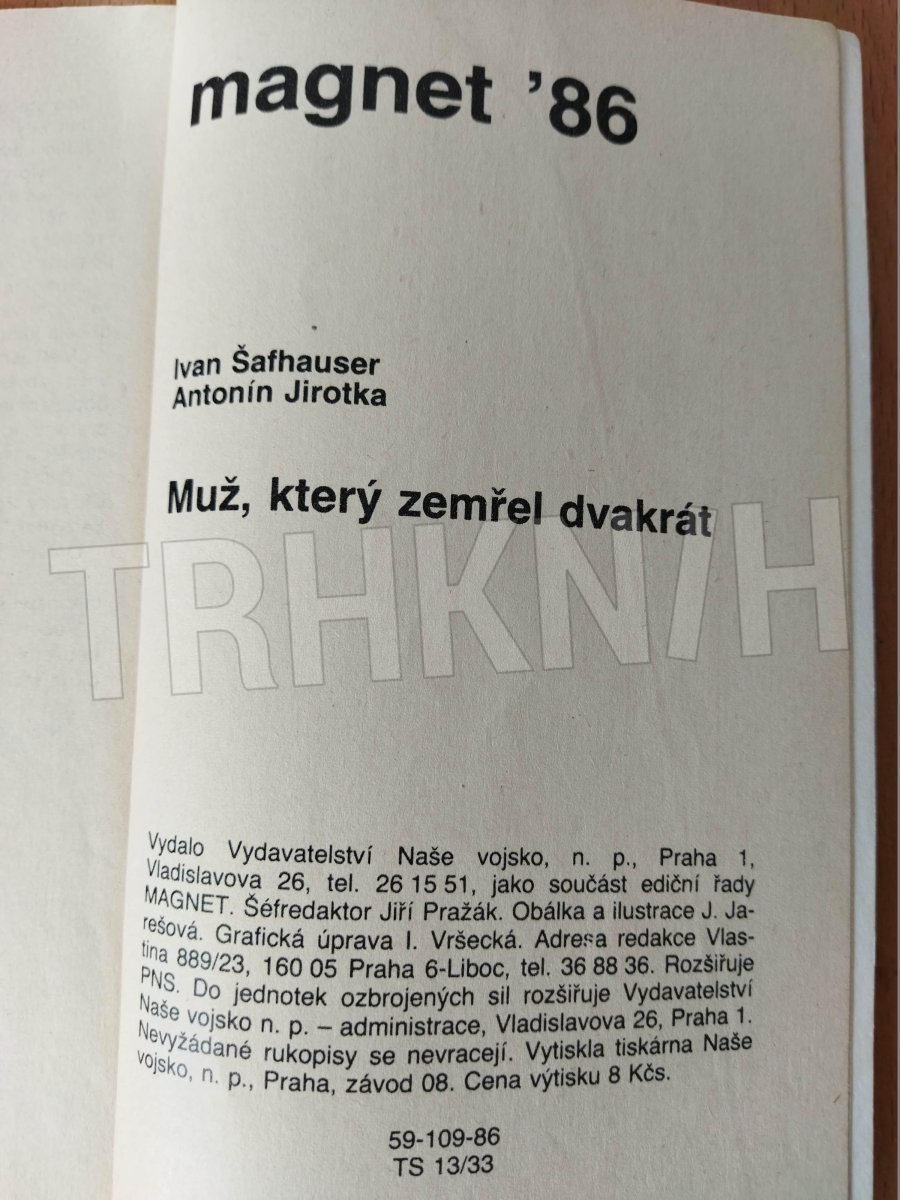 magnet ’86
Ivan Šafhauser
Antonín Jirotka
Muž, který zemřel dvakrát
TRHKNIH
Vydalo Vydavatelství Naše vojsko, n. p., Praha 1,
Vladislavova 26, tel. 26 15 51, jako součást ediční řady
MAGNET. Šéfredaktor Jiří Pražák. Obálka a ilustrace J. Ja-
rešová. Grafická úprava I. Vršecká. Adresa redakce Vlas-
tina 889/23, 160 05 Praha 6-Liboc, tel. 36 88 36. Rozšiřuje
PNS. Do jednotek ozbrojených sil rozšiřuje Vydavatelství
Naše vojsko n. p. – administrace, Vladislavova 26, Praha 1.
Nevyžádané rukopisy se nevracejí. Vytiskla tiskárna Naše
vojsko, n. p., Praha, závod 08. Cena výtisku 8 Kčs.
59-109-86
TS 13/33